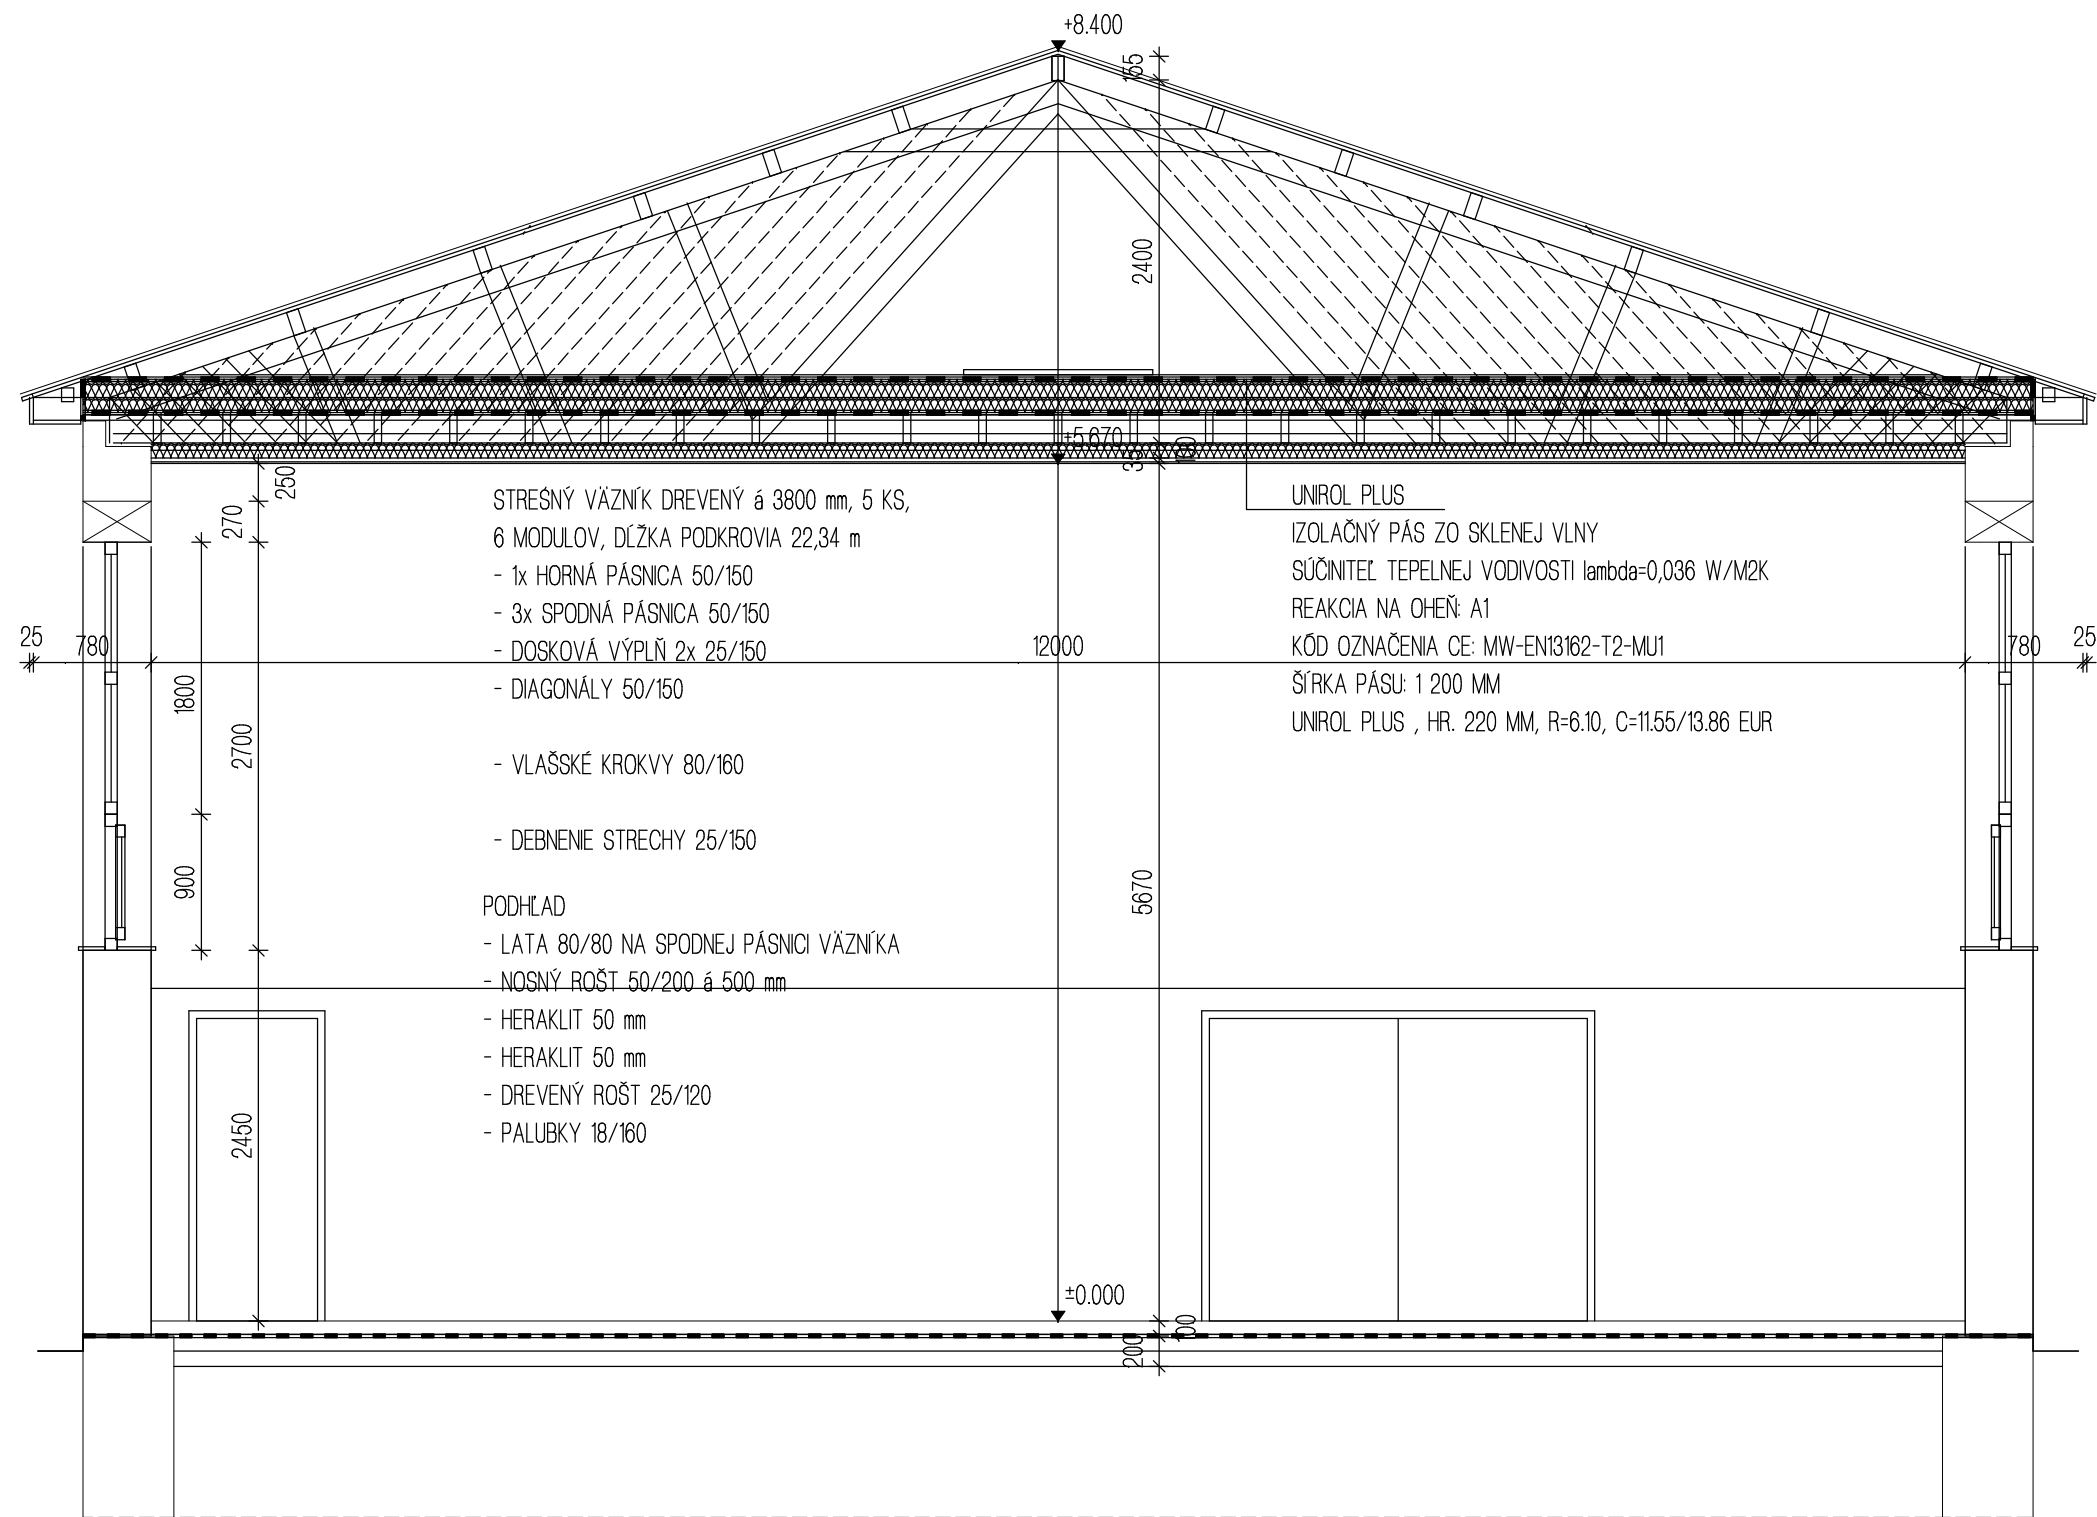 +8.400
155
2400
+5.670
35
100
250
270
STREŠNÝ VÄZNÍK DREVENÝ á 3800 mm, 5 KS,
6 MODULOV, DĹŽKA PODKROVIA 22,34 m
- 1x HORNÁ PÁSNICA 50/150
- 3x SPODNÁ PÁSNICA 50/150
- DOSKOVÁ VÝPLŇ 2x 25/150
- DIAGONÁLY 50/150
- VLAŠSKÉ KROKVY 80/160
- DEBNENIE STRECHY 25/150
UNIROL PLUS
IZOLAČNÝ PÁS ZO SKLENEJ VLNY
SÚČINITEĽ TEPELNEJ VODIVOSTI lambda=0,036 W/M2K
REAKCIA NA OHEŇ: A1
KÓD OZNAČENIA CE: MW-EN13162-T2-MU1
ŠÍRKA PÁSU: 1 200 MM
UNIROL PLUS , HR. 220 MM, R=6.10, C=11.55/13.86 EUR
25
780
12000
780
25
1800
2700
900
5670
PODHĽAD
- LATA 80/80 NA SPODNEJ PÁSNICI VÄZNÍKA
- NOSNÝ ROŠT 50/200 á 500 mm
- HERAKLIT 50 mm
- HERAKLIT 50 mm
- DREVENÝ ROŠT 25/120
- PALUBKY 18/160
2450
±0.000
100
200